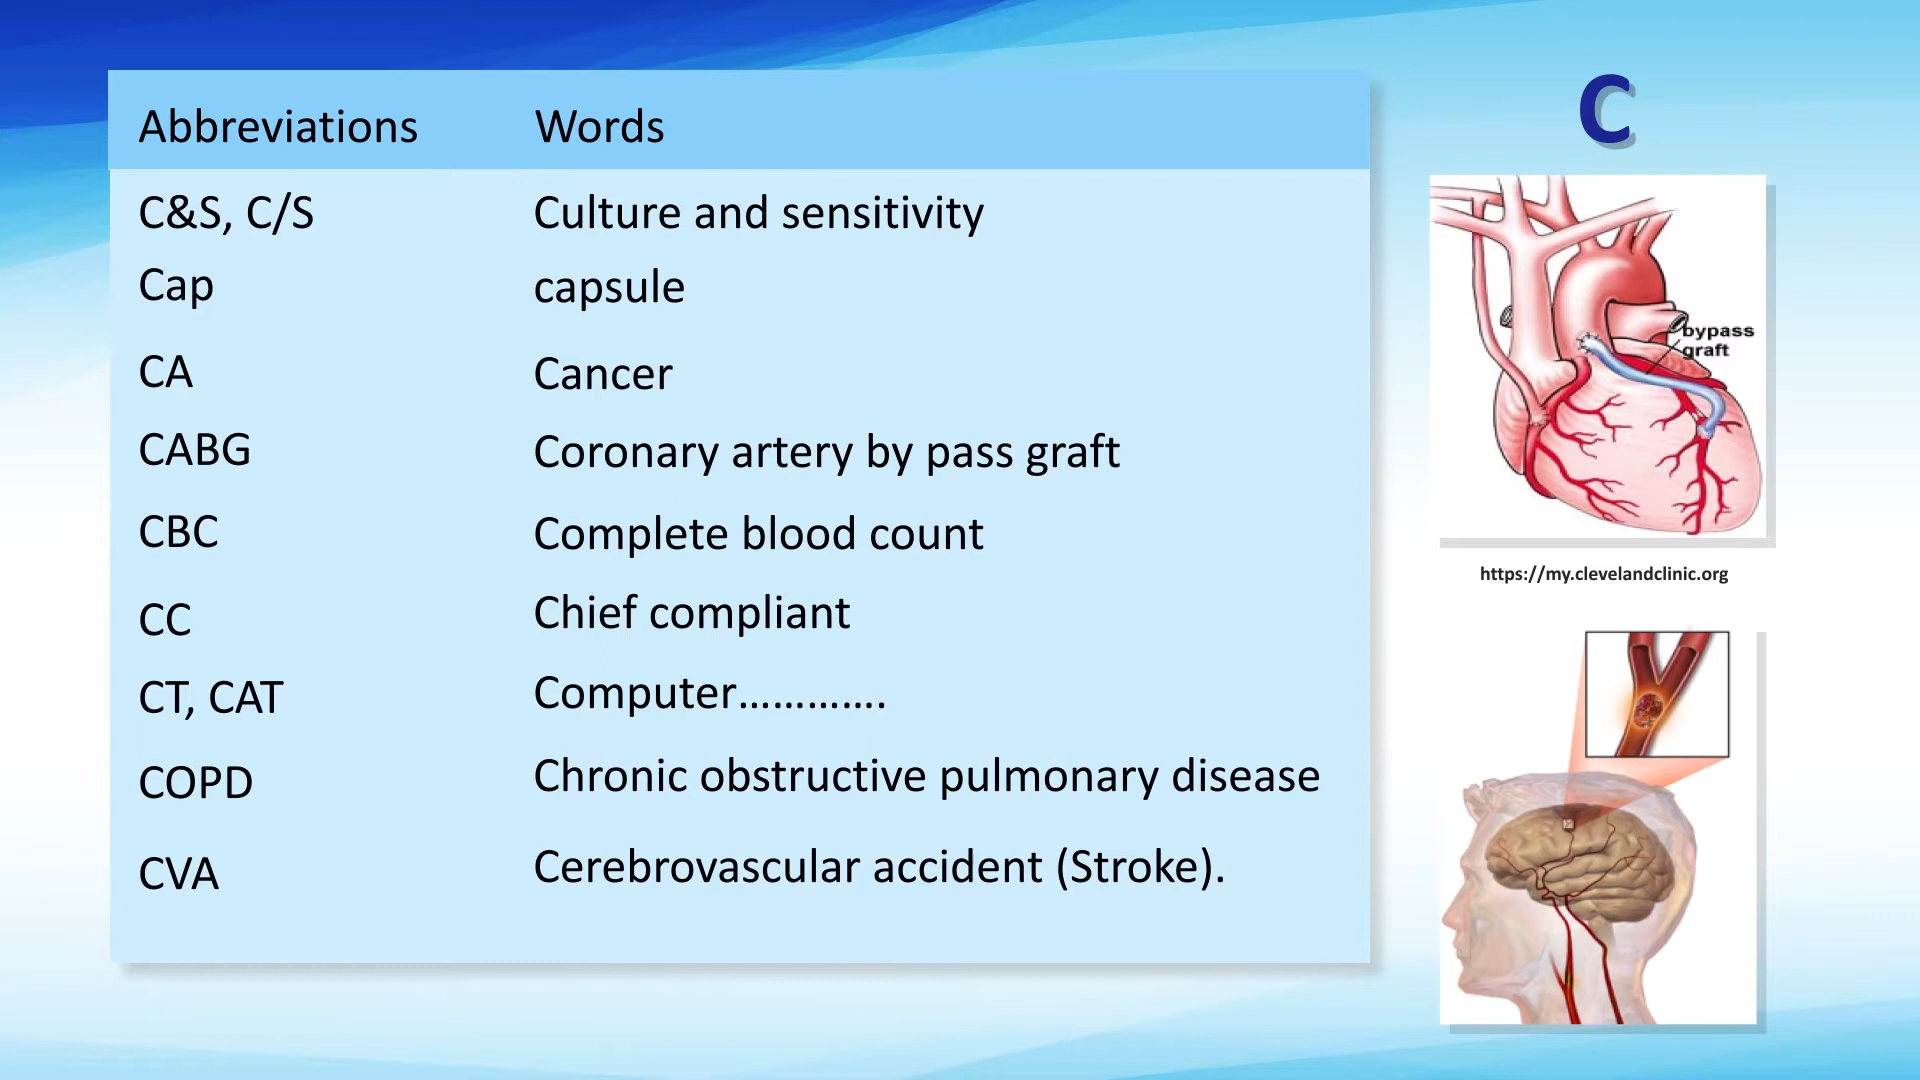 C
Abbreviations Words
C&S, C/S Culture and sensitivity
Cap capsule
CA Cancer
CABG Coronary artery by pass graft
CBC Complete blood count
CC Chief compliant
CT, CAT Computer………….
COPD Chronic obstructive pulmonary disease
CVA Cerebrovascular accident (Stroke).
bypass
graft
https://my.clevelandclinic.org